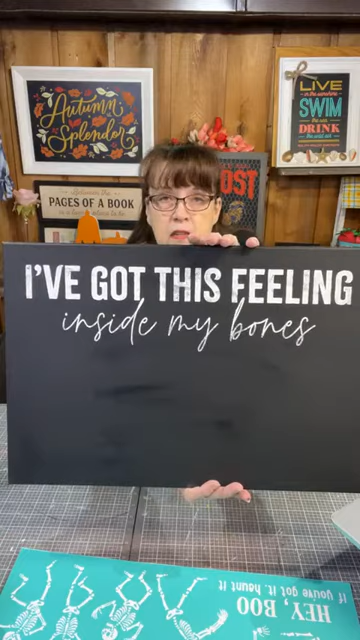 Autumn
Splendor
LIVE
SWIM
DRINK
PAGES OF A BOOK
I'VE GOT THIS FEELING
inside my bones
HEY, BOO
If you've got it, haunt it